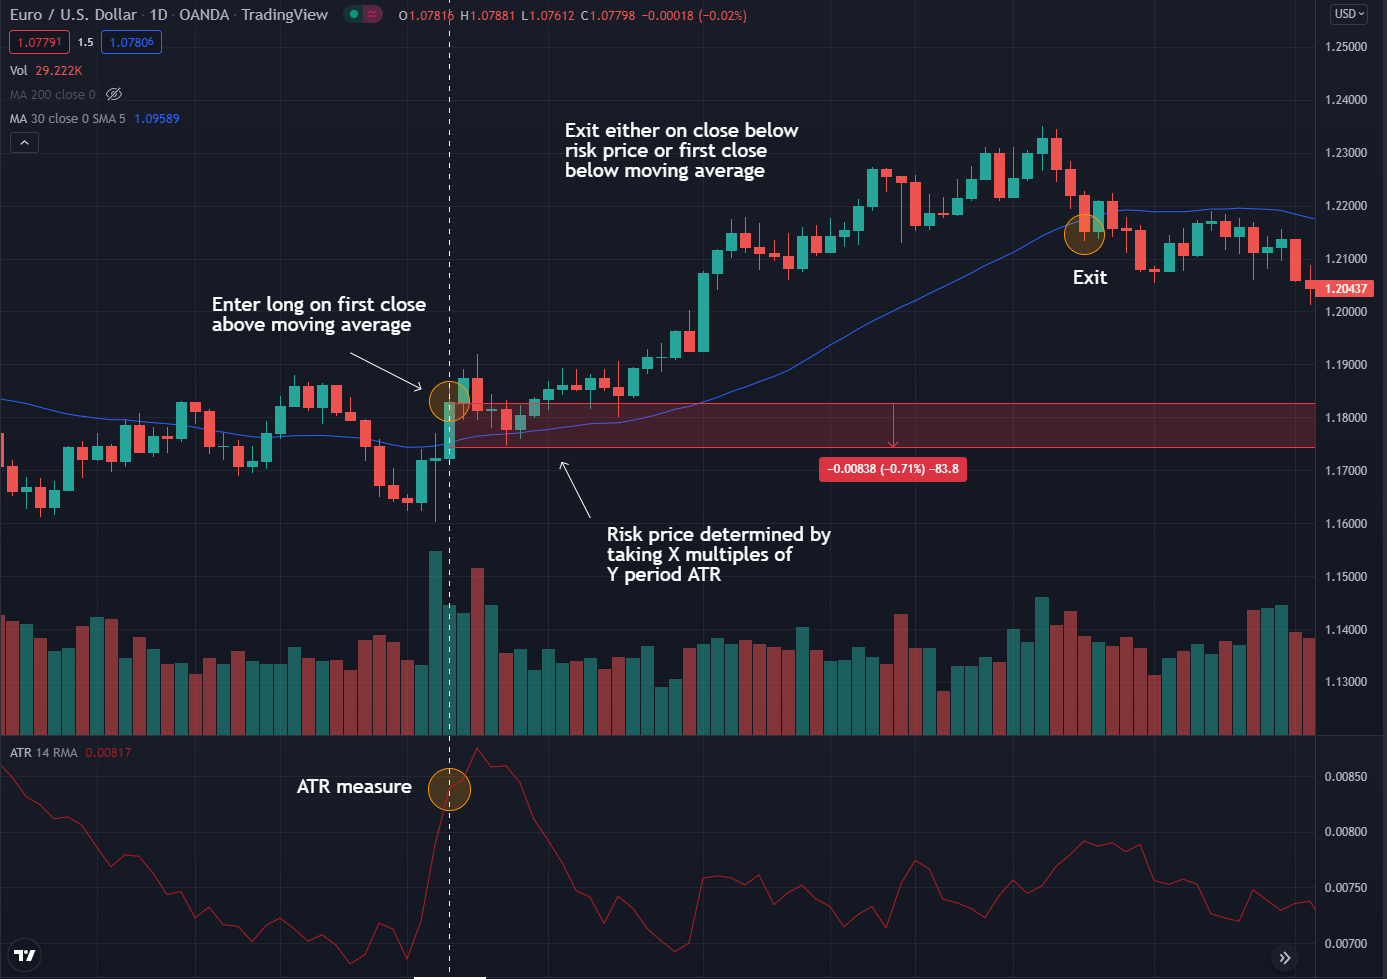 Euro / U.S. Dollar · 1D · OANDA · TradingView
O1.07816 H1.07881 L1.07612 C1.07798 −0.00018 (−0.02%)
USD
1.07791 1.5 1.07806
Vol 29.222K
MA 200 close 0
MA 30 close 0 SMA 5 1.09589
1.25000
1.24000
1.23000
1.22000
1.21000
1.20437
1.20000
1.19000
1.18000
1.17000
1.16000
1.15000
1.14000
1.13000
Exit either on close below
risk price or first close
below moving average
Exit
Enter long on first close
above moving average
−0.00838 (−0.71%) −83.8
Risk price determined by
taking X multiples of
Y period ATR
ATR 14 RMA 0.00817
ATR measure
0.00850
0.00800
0.00750
0.00700